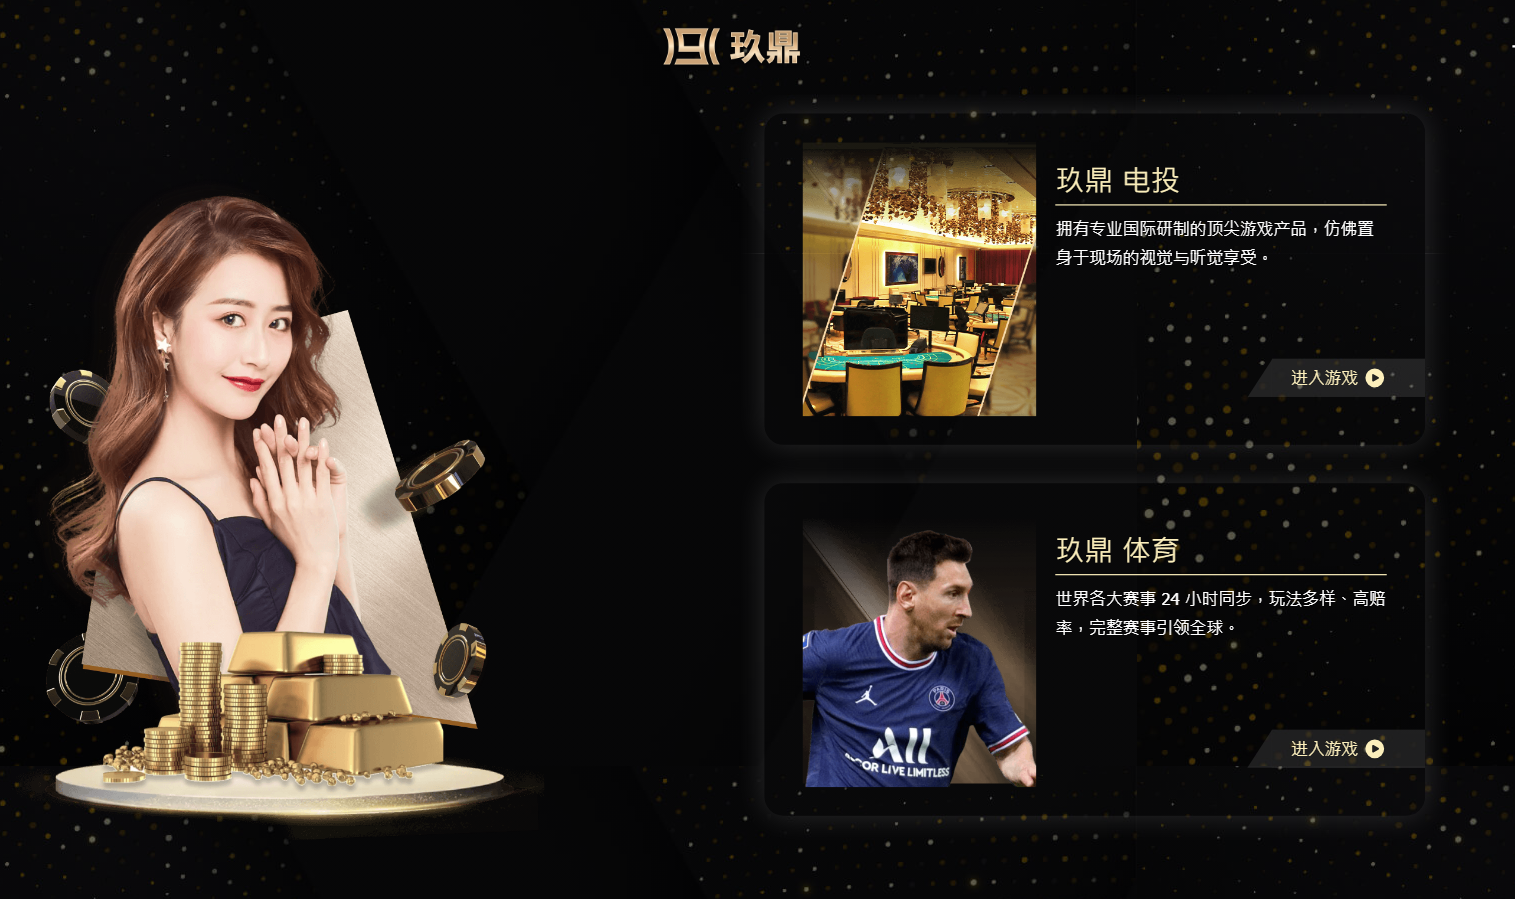 玖鼎
玖鼎 电投
拥有专业国际研制的顶尖游戏产品，仿佛置
身于现场的视觉与听觉享受。
进入游戏
玖鼎 体育
世界各大赛事 24 小时同步，玩法多样、高赔
率，完整赛事引领全球。
进入游戏
PARIS
ALL
COR LIVE LIMITLESS